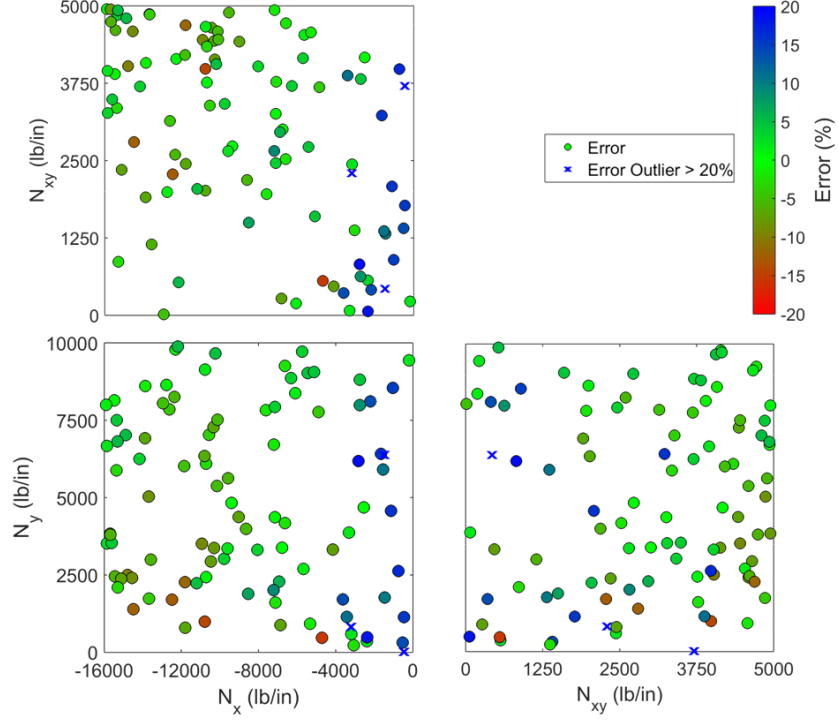 5000
3750
2500
1250
0
N_xy (lb/in)
Error
Error Outlier > 20%
20
15
10
5
0
-5
-10
-15
-20
Error (%)
10000
7500
5000
2500
0
N_y (lb/in)
-16000 -12000 -8000 -4000 0
N_x (lb/in)
0 1250 2500 3750 5000
N_xy (lb/in)